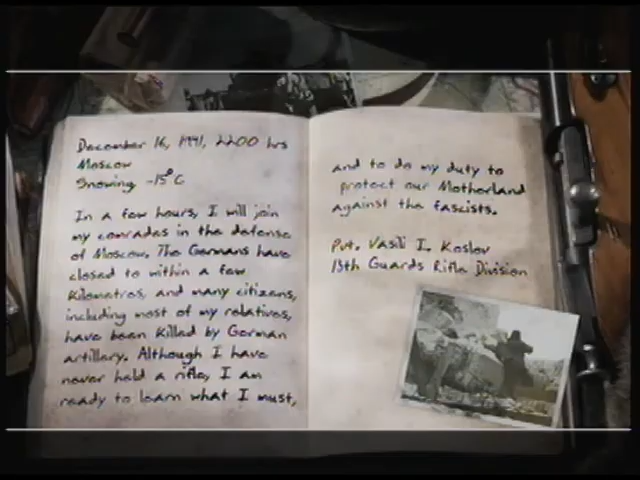 December 16, 1941, 2200 hrs
Moscow
Snowing -15°C
In a few hours, I will join
my comrades in the defense
of Moscow. The Germans have
closed to within a few
kilometres, and many citizens,
including most of my relatives,
have been killed by German
artillery. Although I have
never held a rifle, I am
ready to learn what I must,
and to do my duty to
protect our Motherland
against the fascists.
Pvt. Vasili I. Koslov
13th Guards Rifle Division